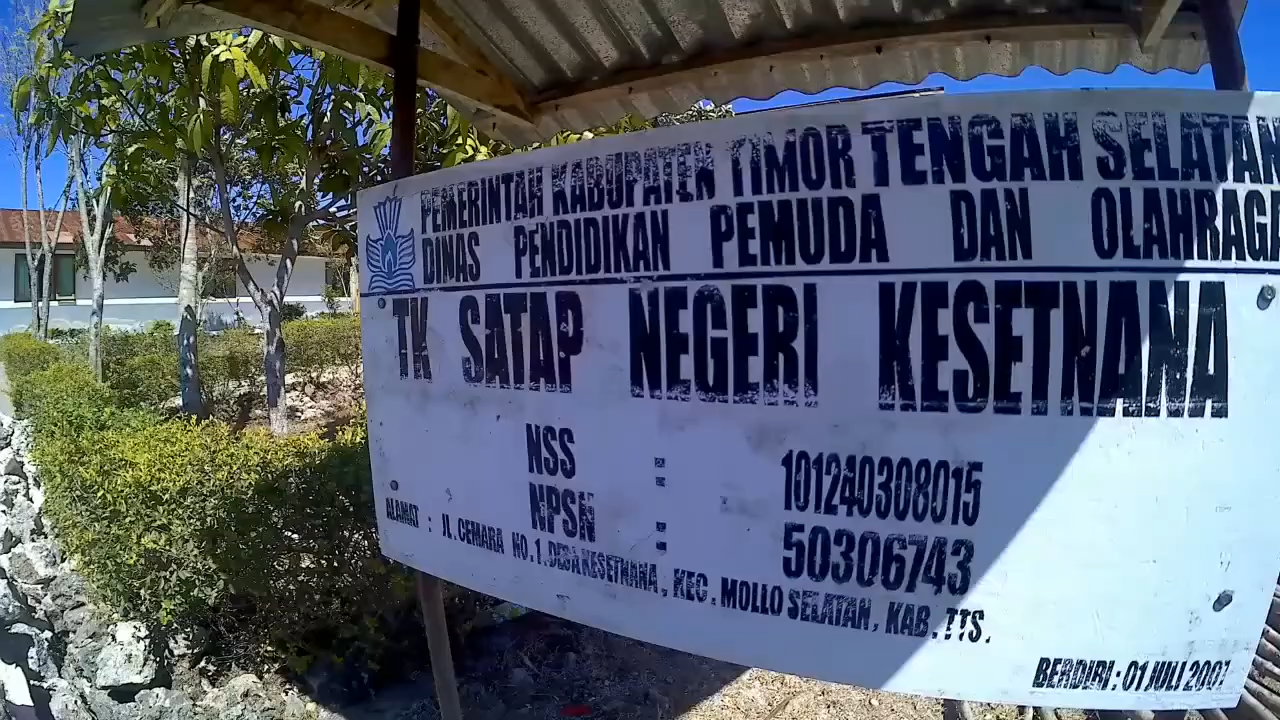 PEMERINTAH KABUPATEN TIMOR TENGAH SELATAN
DINAS PENDIDIKAN PEMUDA DAN OLAHRAGA
TK SATAP NEGERI KESETNANA
NSS : 101240308015
NPSN : 50306743
ALAMAT : JL. CEMARA NO. 1. DESA KESETNANA, KEC. MOLLO SELATAN, KAB. TTS.
BERDIRI : 01 JULI 2007